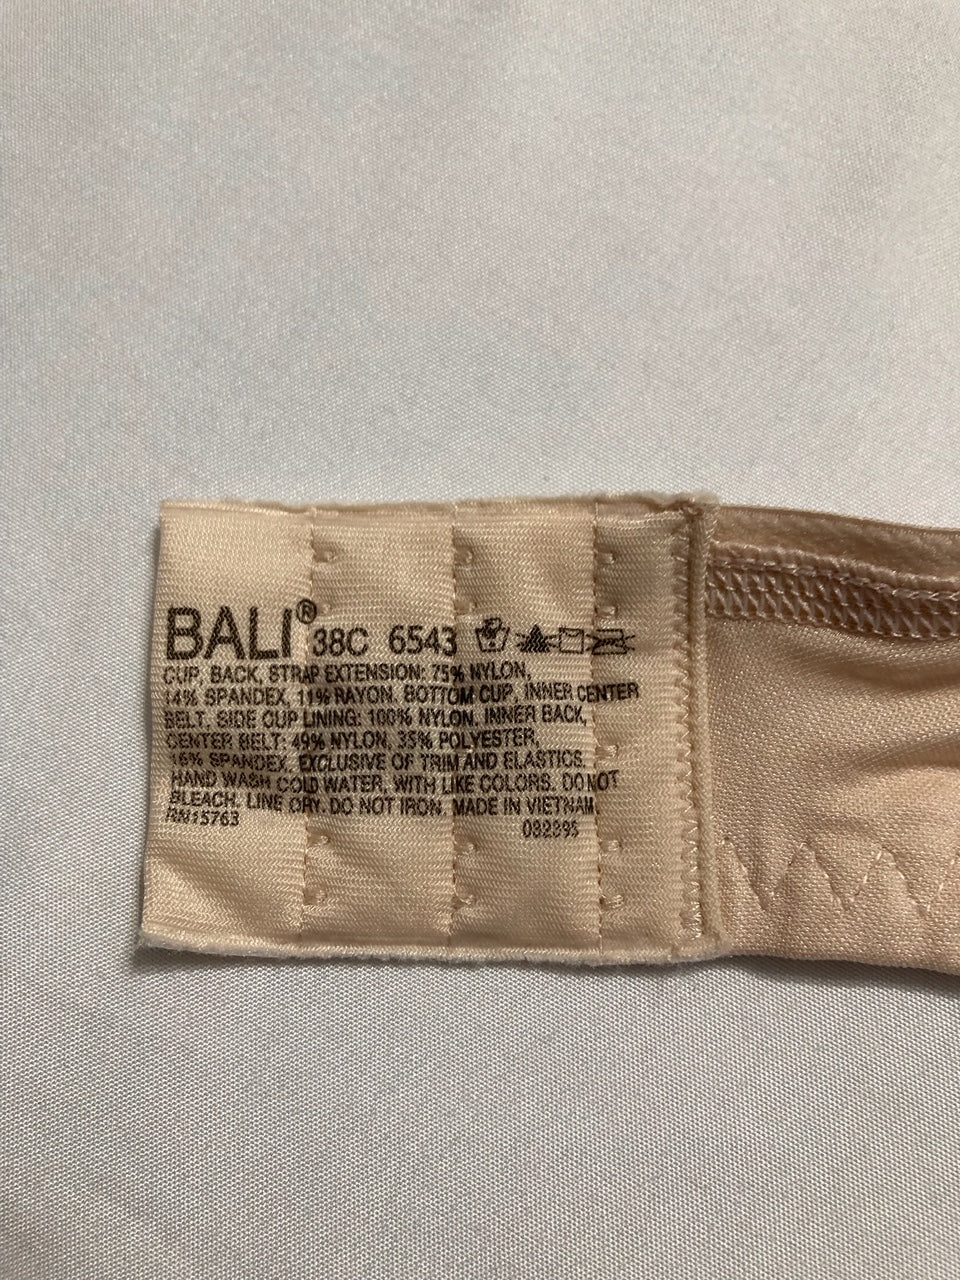 BALI® 38C 6543
CUP, BACK, STRAP EXTENSION: 75% NYLON,
14% SPANDEX, 11% RAYON. BOTTOM CUP, INNER CENTER
BELT, SIDE CUP LINING: 100% NYLON. INNER BACK,
CENTER BELT: 49% NYLON, 35% POLYESTER,
16% SPANDEX. EXCLUSIVE OF TRIM AND ELASTICS.
HAND WASH COLD WATER, WITH LIKE COLORS. DO NOT
BLEACH. LINE DRY. DO NOT IRON. MADE IN VIETNAM
RN15763